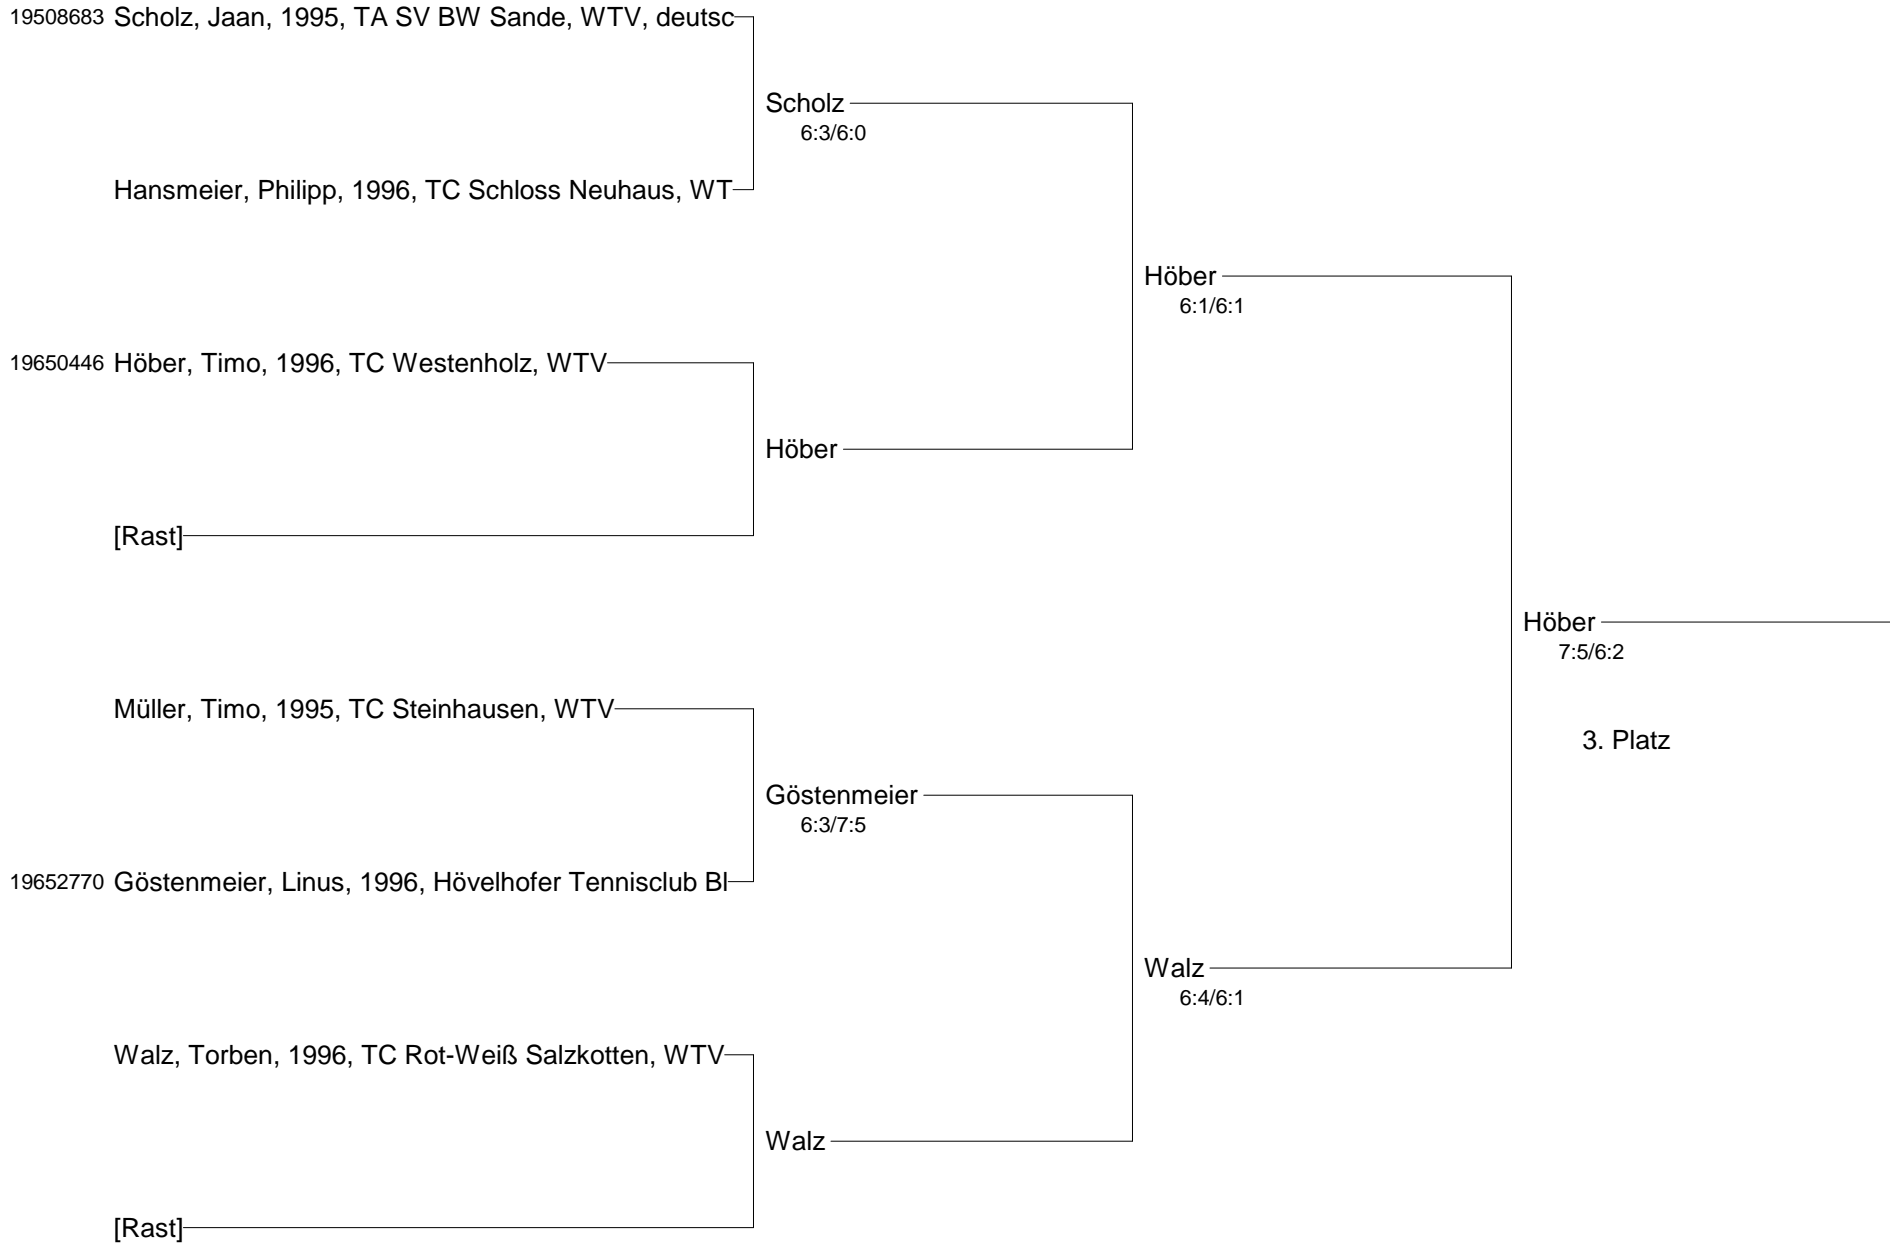 19508683 Scholz, Jaan, 1995, TA SV BW Sande, WTV, deutsc
Scholz
6:3/6:0
Hansmeier, Philipp, 1996, TC Schloss Neuhaus, WT
Höber
6:1/6:1
19650446 Höber, Timo, 1996, TC Westenholz, WTV
Höber
[Rast]
Höber
7:5/6:2
Müller, Timo, 1995, TC Steinhausen, WTV
3. Platz
Göstenmeier
6:3/7:5
19652770 Göstenmeier, Linus, 1996, Hövelhofer Tennisclub Bl
Walz
6:4/6:1
Walz, Torben, 1996, TC Rot-Weiß Salzkotten, WTV
Walz
[Rast]